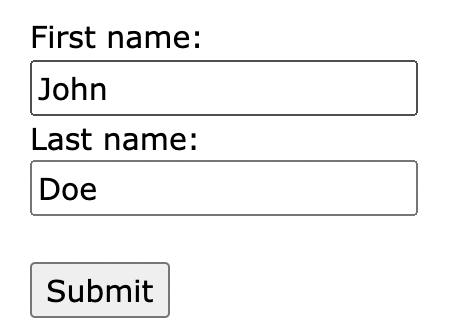 First name:
John
Last name:
Doe
Submit